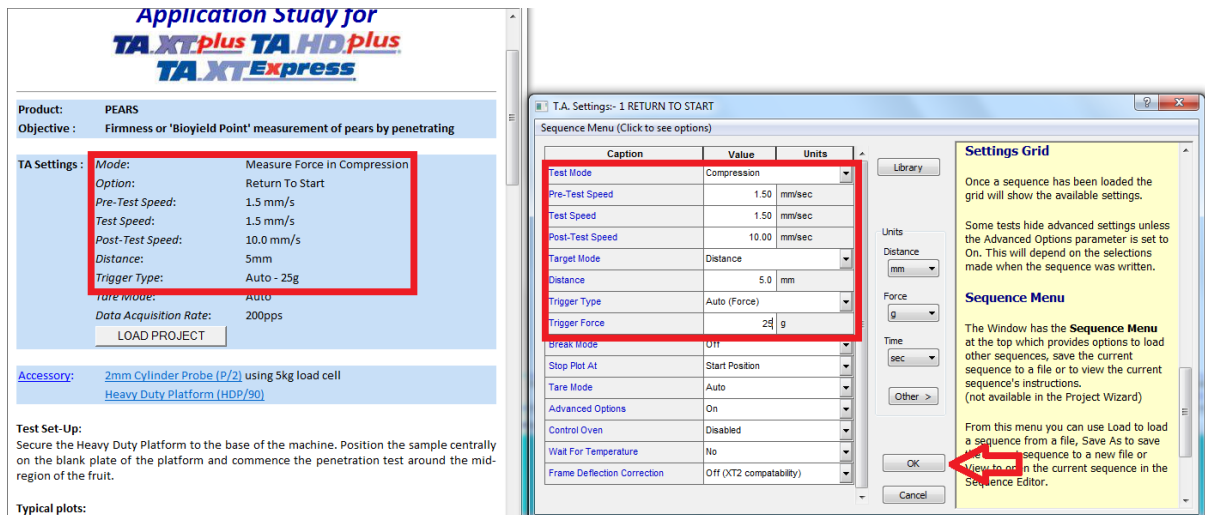 Application Study for
TA.XTplus TA.HDplus
TA.XTExpress
Product: PEARS
Objective : Firmness or 'Bioyield Point' measurement of pears by penetrating
TA Settings : Mode: Measure Force in Compression
Option: Return To Start
Pre-Test Speed: 1.5 mm/s
Test Speed: 1.5 mm/s
Post-Test Speed: 10.0 mm/s
Distance: 5mm
Trigger Type: Auto - 25g
Tare Mode: Auto
Data Acquisition Rate: 200pps
LOAD PROJECT
Accessory: 2mm Cylinder Probe (P/2) using 5kg load cell
Heavy Duty Platform (HDP/90)
Test Set-Up:
Secure the Heavy Duty Platform to the base of the machine. Position the sample centrally
on the blank plate of the platform and commence the penetration test around the mid-
region of the fruit.
Typical plots:
T.A. Settings:- 1 RETURN TO START
Sequence Menu (Click to see options)
Caption Value Units
Test Mode Compression
Pre-Test Speed 1.50 mm/sec
Test Speed 1.50 mm/sec
Post-Test Speed 10.00 mm/sec
Target Mode Distance
Distance 5.0 mm
Trigger Type Auto (Force)
Trigger Force 25 g
Break Mode Off
Stop Plot At Start Position
Tare Mode Auto
Advanced Options On
Control Oven Disabled
Wait For Temperature No
Frame Deflection Correction Off (XT2 compatability)
Library
Units
Distance
mm
Force
g
Time
sec
Other >
OK
Cancel
Settings Grid
Once a sequence has been loaded the
grid will show the available settings.
Some tests hide advanced settings unless
the Advanced Options parameter is set to
On. This will depend on the selections
made when the sequence was written.
Sequence Menu
The Window has the Sequence Menu
at the top which provides options to load
other sequences, save the current
sequence to a file or to view the current
sequence's instructions.
(not available in the Project Wizard)
From this menu you can use Load to load
a sequence from a file, Save As to save
the sequence to a new file or
View to open the current sequence in the
Sequence Editor.